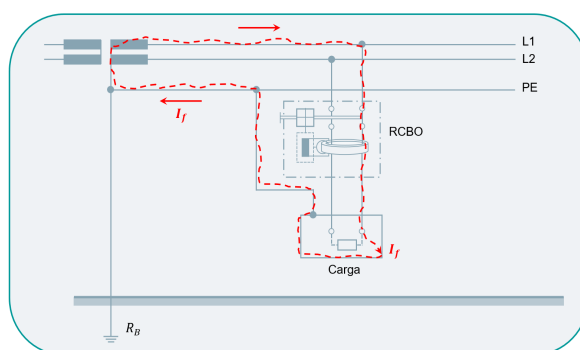 L1
L2
PE
I_f
RCBO
I_f
Carga
R_B